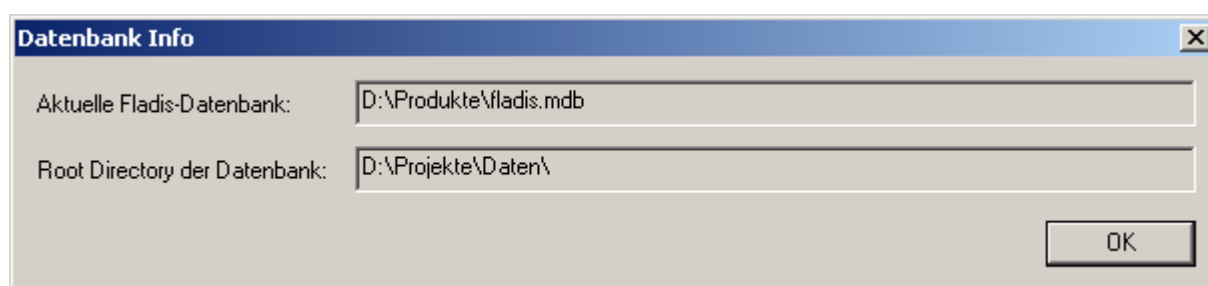 Datenbank Info
Aktuelle Fladis-Datenbank: D:\Produkte\fladis.mdb
Root Directory der Datenbank: D:\Projekte\Daten\
OK